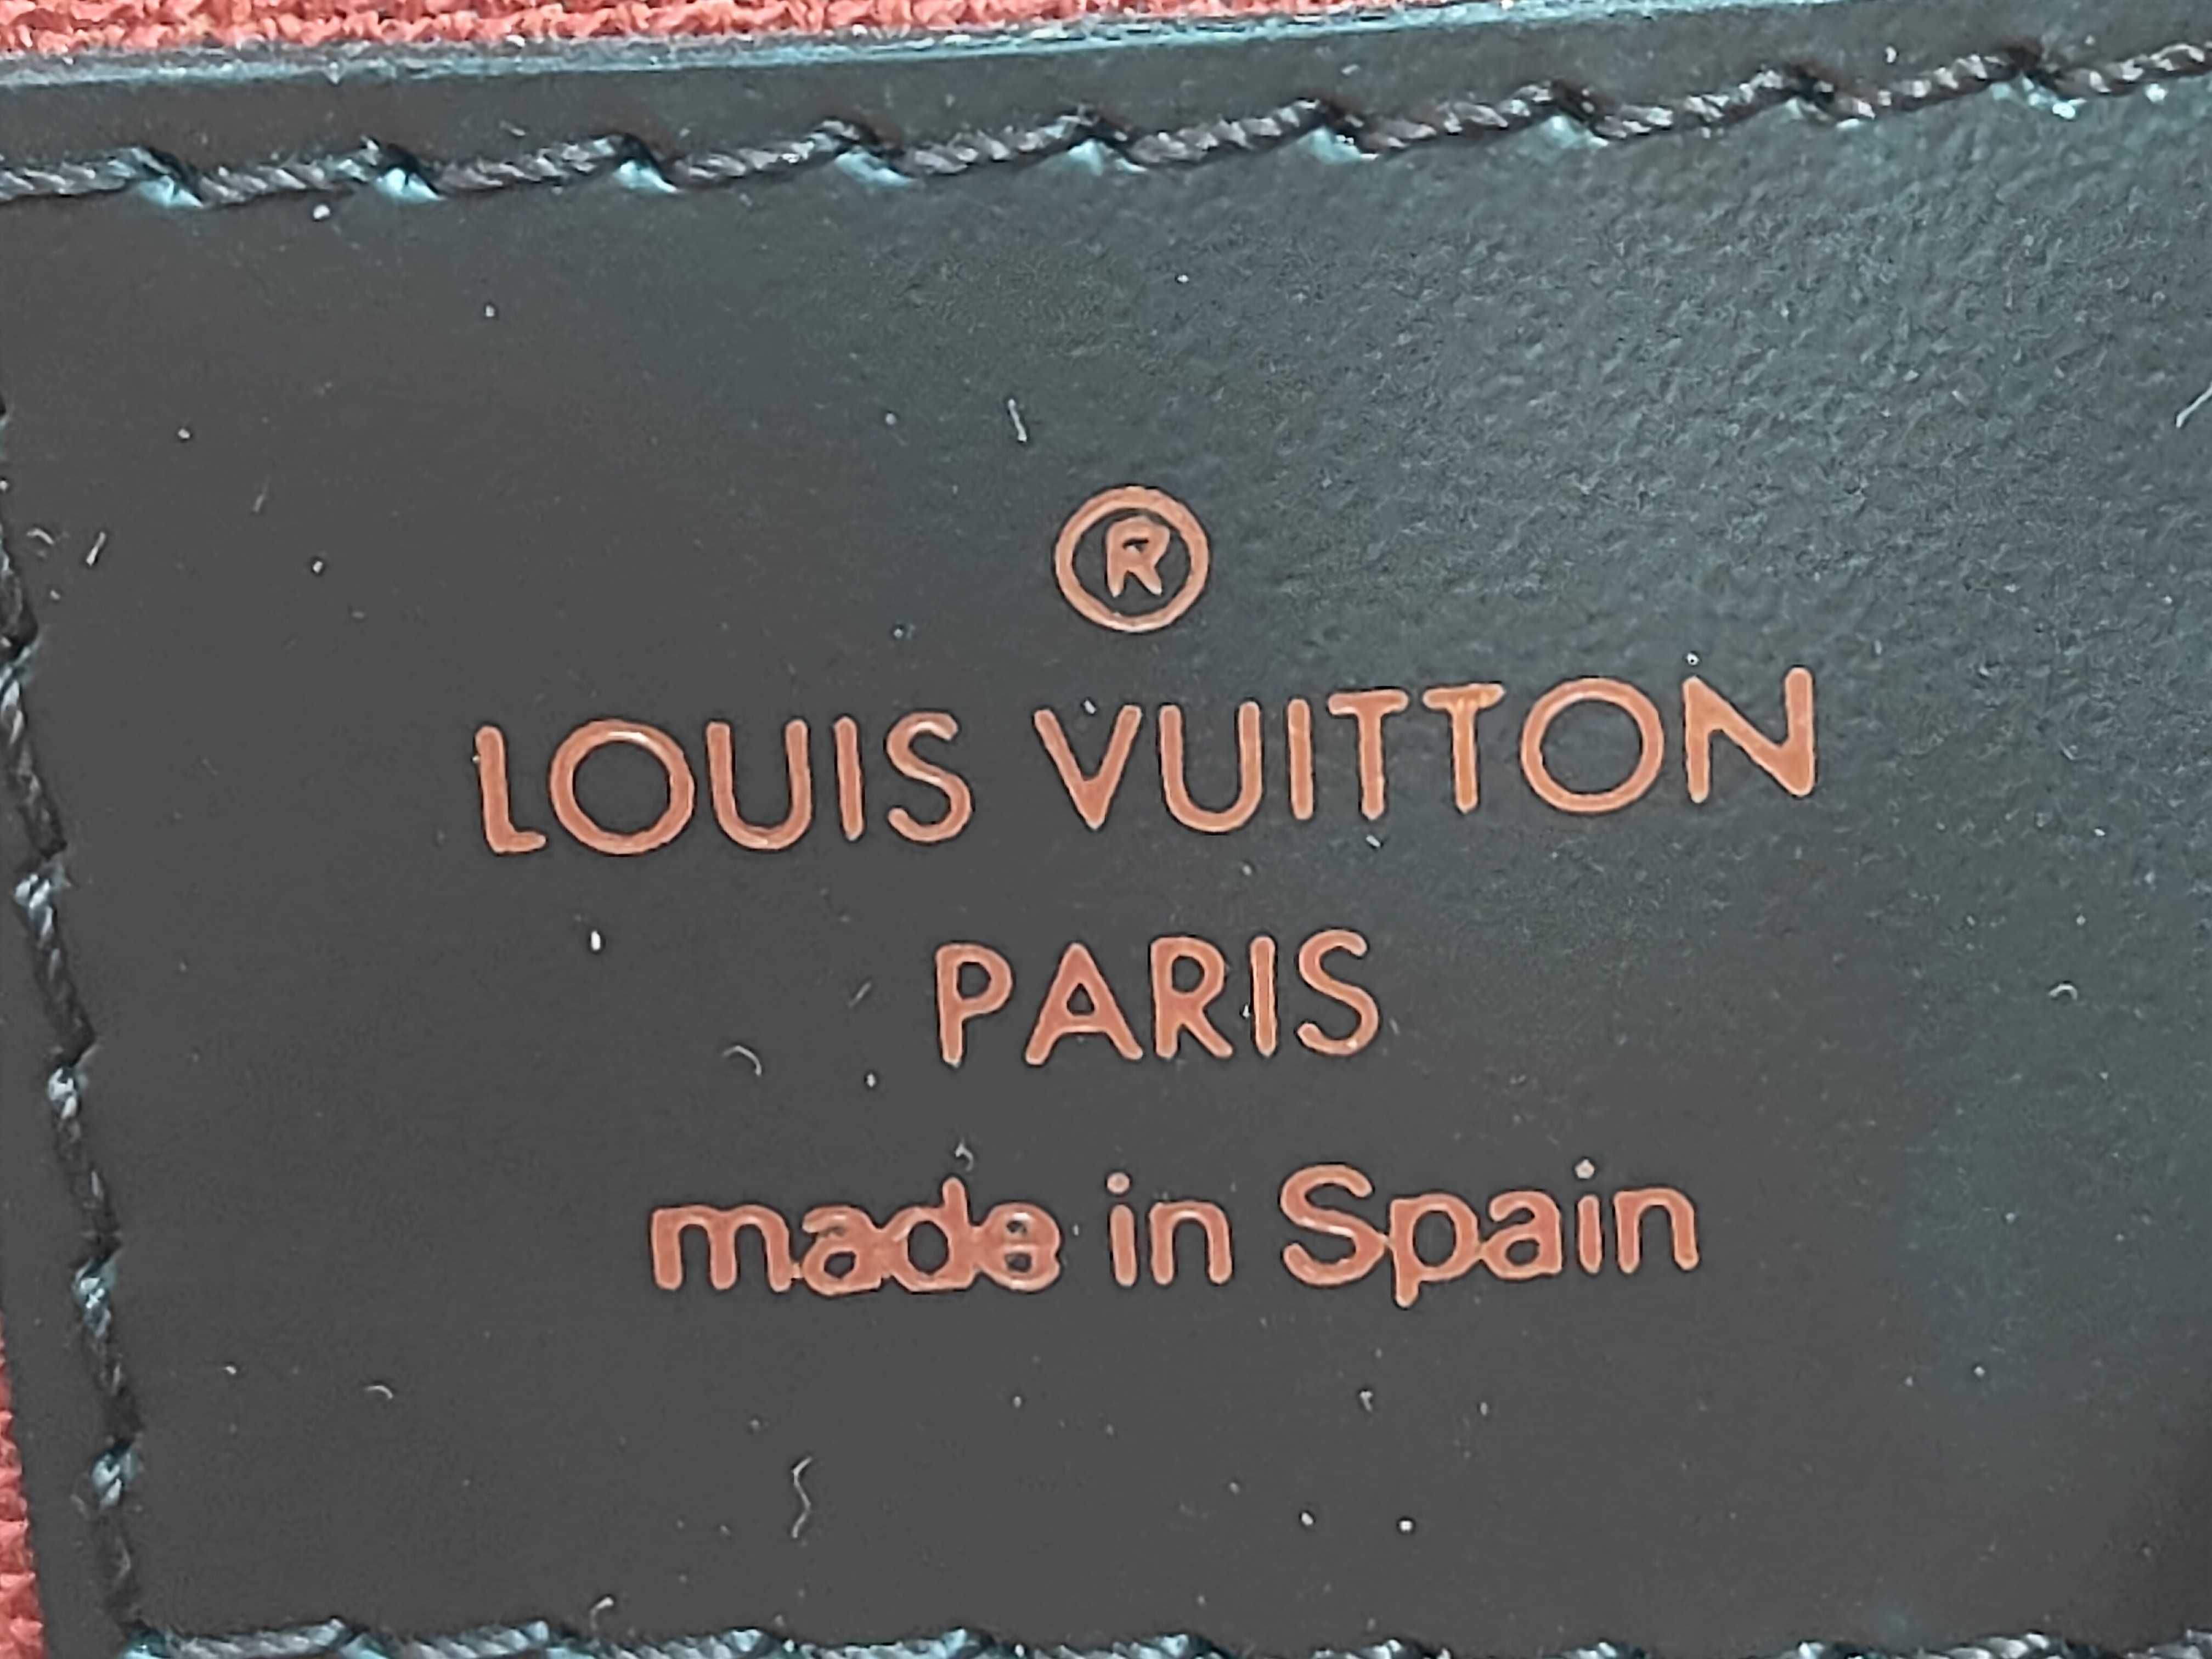 ®
LOUIS VUITTON
PARIS
made in Spain